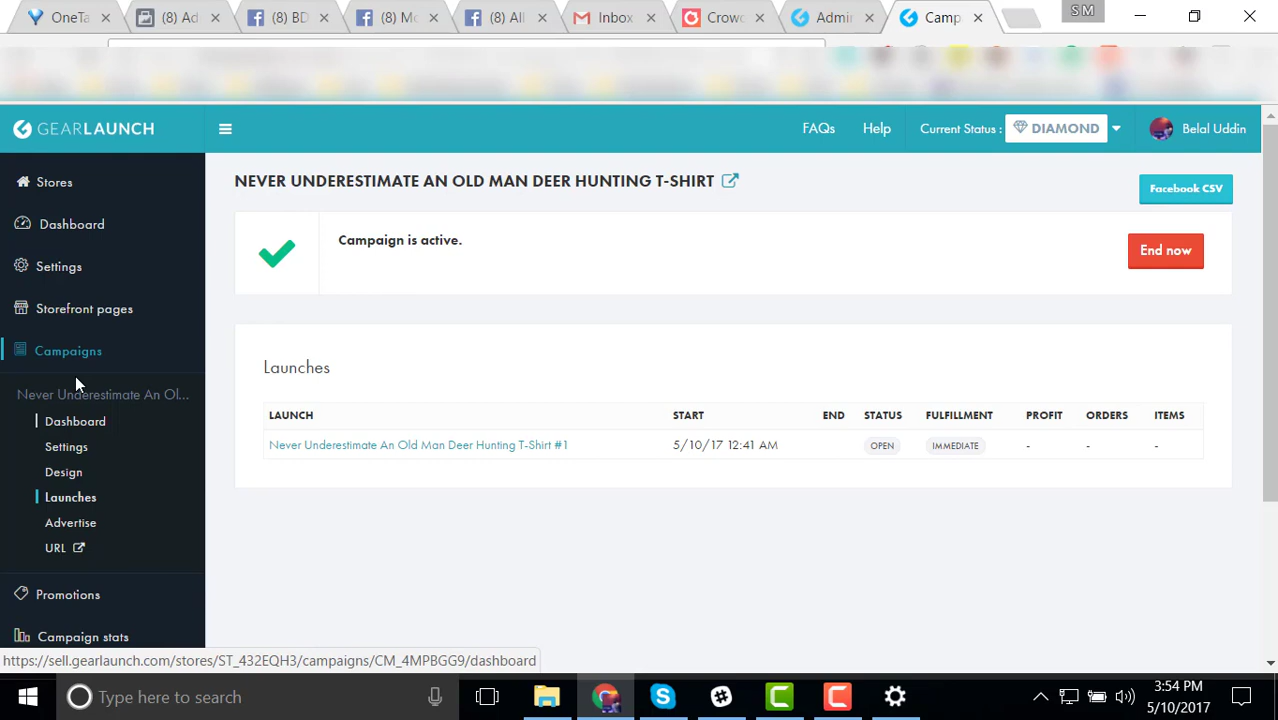 OneTa
(8) Ad
(8) BD
(8) Mo
(8) All
Inbox
Crowd
Admin
Camp
SM
GEARLAUNCH
FAQs
Help
Current Status :
DIAMOND
Belal Uddin
Stores
Dashboard
Settings
Storefront pages
Campaigns
Never Underestimate An Ol...
Dashboard
Settings
Design
Launches
Advertise
URL
Promotions
Campaign stats
NEVER UNDERESTIMATE AN OLD MAN DEER HUNTING T-SHIRT
Facebook CSV
Campaign is active.
End now
Launches
LAUNCH START END STATUS FULFILLMENT PROFIT ORDERS ITEMS
Never Underestimate An Old Man Deer Hunting T-Shirt #1 5/10/17 12:41 AM OPEN IMMEDIATE - - -
https://sell.gearlaunch.com/stores/ST_432EQH3/campaigns/CM_4MPBGG9/dashboard
Type here to search
3:54 PM
5/10/2017